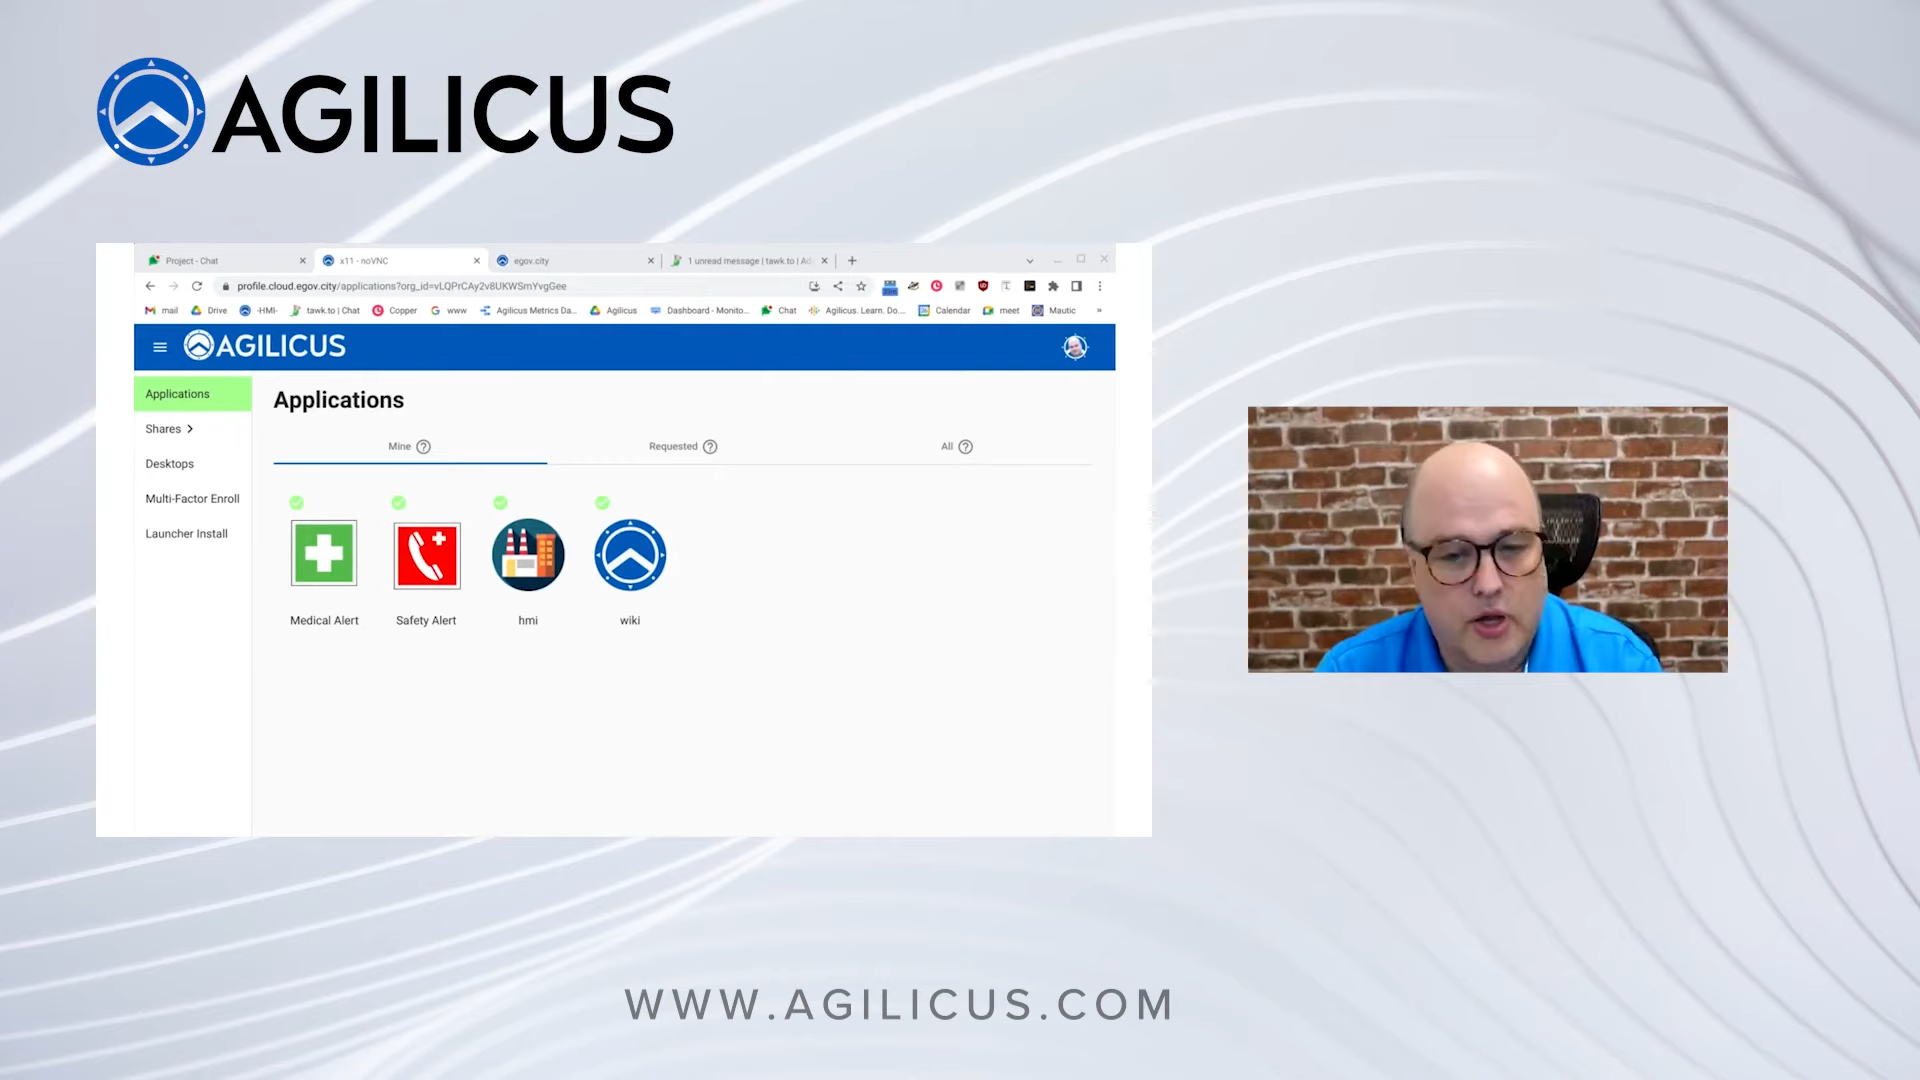 AGILICUS
Project - Chat
x11 - noVNC
egov.city
1 unread message | tawk.to | Ad
profile.cloud.egov.city/applications?org_id=vLQPrCAy2v8UKWSmYvgGee
mail Drive -HMI- tawk.to | Chat Copper www Agilicus Metrics Da... Agilicus Dashboard - Monito... Chat Agilicus. Learn. Do.... Calendar meet Mautic »
AGILICUS
Applications
Shares
Desktops
Multi-Factor Enroll
Launcher Install
Applications
Mine ? Requested ? All ?
Medical Alert Safety Alert hmi wiki
WWW.AGILICUS.COM